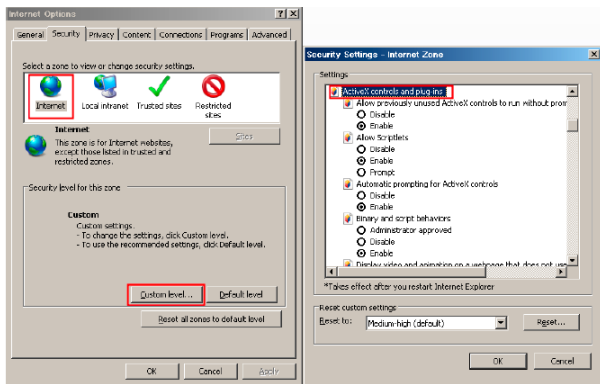 Internet Options
General Security Privacy Content Connections Programs Advanced
Select a zone to view or change security settings.
Internet
Local intranet
Trusted sites
Restricted
sites
Internet
This zone is for Internet websites,
except those listed in trusted and
restricted zones.
Sites
Security level for this zone
Custom
Custom settings.
- To change the settings, click Custom level.
- To use the recommended settings, click Default level.
Custom level...
Default level
Reset all zones to default level
OK
Cancel
Apply
Security Settings - Internet Zone
Settings
ActiveX controls and plug-ins
Allow previously unused ActiveX controls to run without prom
Disable
Enable
Allow Scriptlets
Disable
Enable
Prompt
Automatic prompting for ActiveX controls
Disable
Enable
Binary and script behaviors
Administrator approved
Disable
Enable
Display video and animation on a webpage that does not use
*Takes effect after you restart Internet Explorer
Reset custom settings
Reset to:
Medium-high (default)
Reset...
OK
Cancel